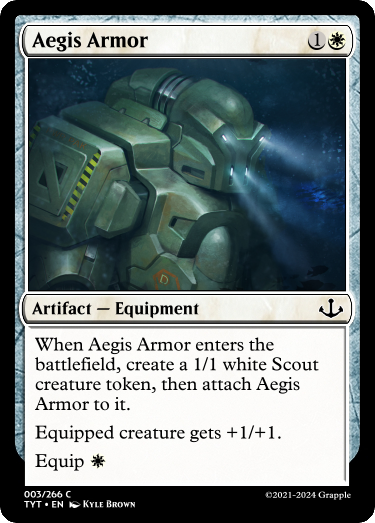 Aegis Armor 1
Artifact — Equipment
When Aegis Armor enters the
battlefield, create a 1/1 white Scout
creature token, then attach Aegis
Armor to it.
Equipped creature gets +1/+1.
Equip
003/266 C
TYT • EN Kyle Brown
©2021-2024 Grapple